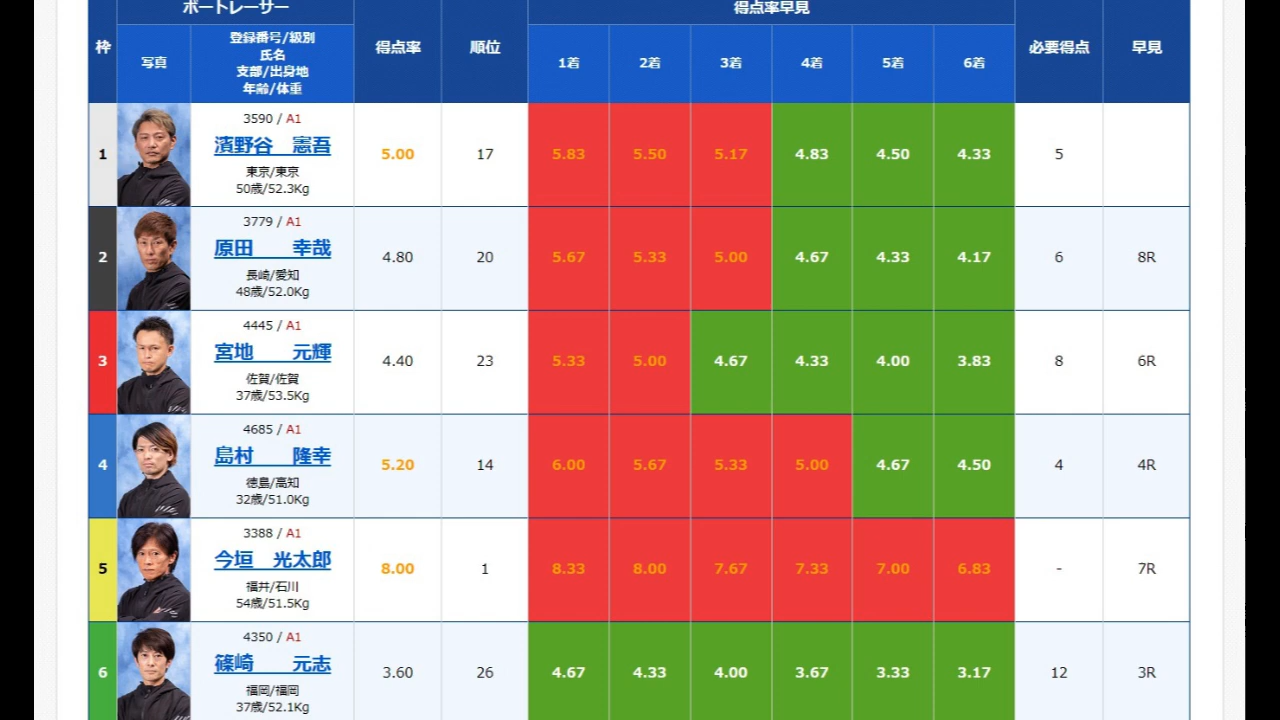 ボートレーサー 得点率早見
枠 写真 登録番号/級別 得点率 順位 1着 2着 3着 4着 5着 6着 必要得点 早見
氏名
支部/出身地
年齢/体重
3590 / A1
1 濱野谷 憲吾 5.00 17 5.83 5.50 5.17 4.83 4.50 4.33 5
東京/東京
50歳/52.3Kg
3779 / A1
2 原田 幸哉 4.80 20 5.67 5.33 5.00 4.67 4.33 4.17 6 8R
長崎/愛知
48歳/52.0Kg
4445 / A1
3 宮地 元輝 4.40 23 5.33 5.00 4.67 4.33 4.00 3.83 8 6R
佐賀/佐賀
37歳/53.5Kg
4685 / A1
4 島村 隆幸 5.20 14 6.00 5.67 5.33 5.00 4.67 4.50 4 4R
徳島/高知
32歳/51.0Kg
3388 / A1
5 今垣 光太郎 8.00 1 8.33 8.00 7.67 7.33 7.00 6.83 - 7R
福井/石川
54歳/51.5Kg
4350 / A1
6 篠崎 元志 3.60 26 4.67 4.33 4.00 3.67 3.33 3.17 12 3R
福岡/福岡
37歳/52.1Kg